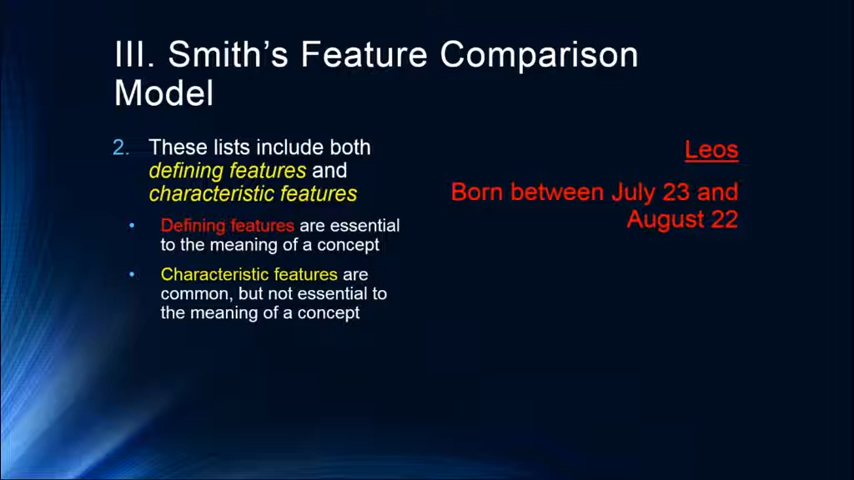 III. Smith's Feature Comparison
Model
2. These lists include both
defining features and
characteristic features
• Defining features are essential
to the meaning of a concept
• Characteristic features are
common, but not essential to
the meaning of a concept
Leos
Born between July 23 and
August 22